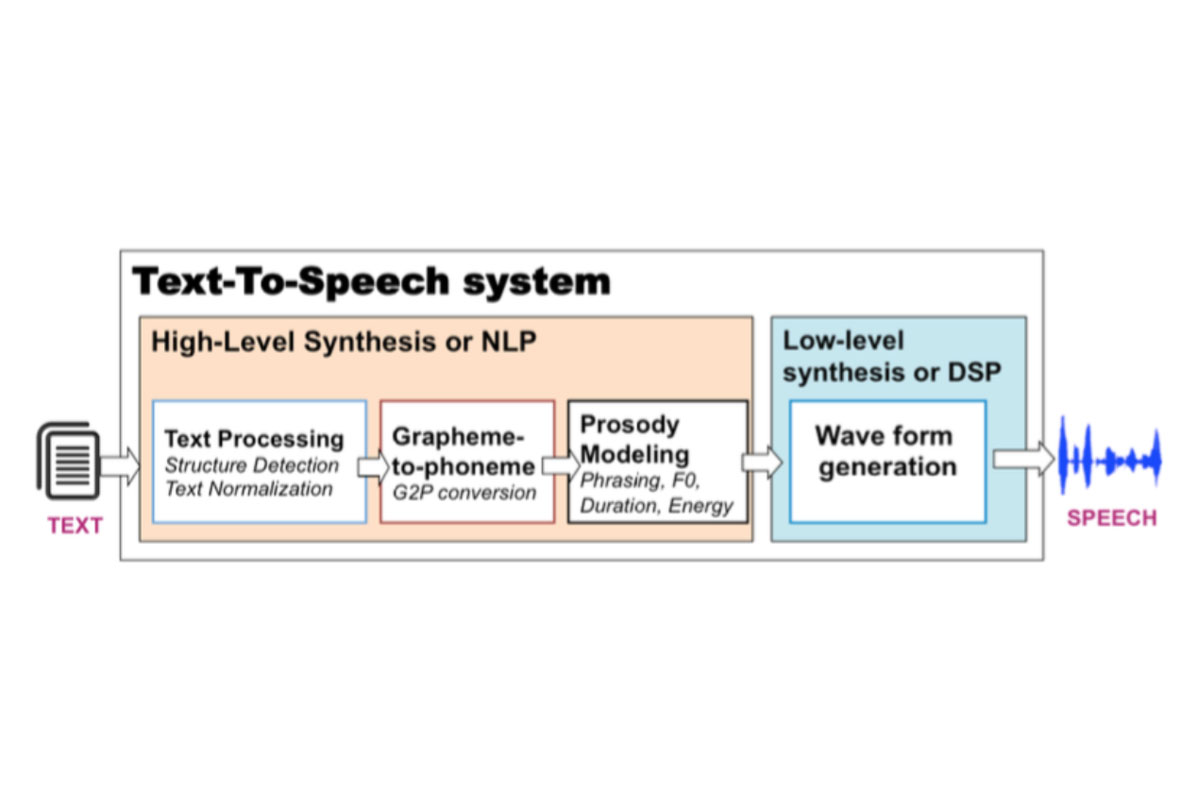 Text-To-Speech system
High-Level Synthesis or NLP
Text Processing
Structure Detection
Text Normalization
Grapheme-
to-phoneme
G2P conversion
Prosody
Modeling
Phrasing, F0,
Duration, Energy
Low-level
synthesis or DSP
Wave form
generation
TEXT
SPEECH